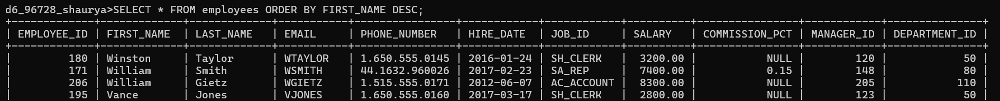 d6_96728_shaurya>SELECT * FROM employees ORDER BY FIRST_NAME DESC;
+-------------+------------+-----------+----------+----------------+------------+------------+----------+----------------+------------+---------------+
| EMPLOYEE_ID | FIRST_NAME | LAST_NAME | EMAIL | PHONE_NUMBER | HIRE_DATE | JOB_ID | SALARY | COMMISSION_PCT | MANAGER_ID | DEPARTMENT_ID |
+-------------+------------+-----------+----------+----------------+------------+------------+----------+----------------+------------+---------------+
| 180 | Winston | Taylor | WTAYLOR | 1.650.555.0145 | 2016-01-24 | SH_CLERK | 3200.00 | NULL | 120 | 50 |
| 171 | William | Smith | WSMITH | 44.1632.960026 | 2017-02-23 | SA_REP | 7400.00 | 0.15 | 148 | 80 |
| 206 | William | Gietz | WGIETZ | 1.515.555.0171 | 2012-06-07 | AC_ACCOUNT | 8300.00 | NULL | 205 | 110 |
| 195 | Vance | Jones | VJONES | 1.650.555.0160 | 2017-03-17 | SH_CLERK | 2800.00 | NULL | 123 | 50 |